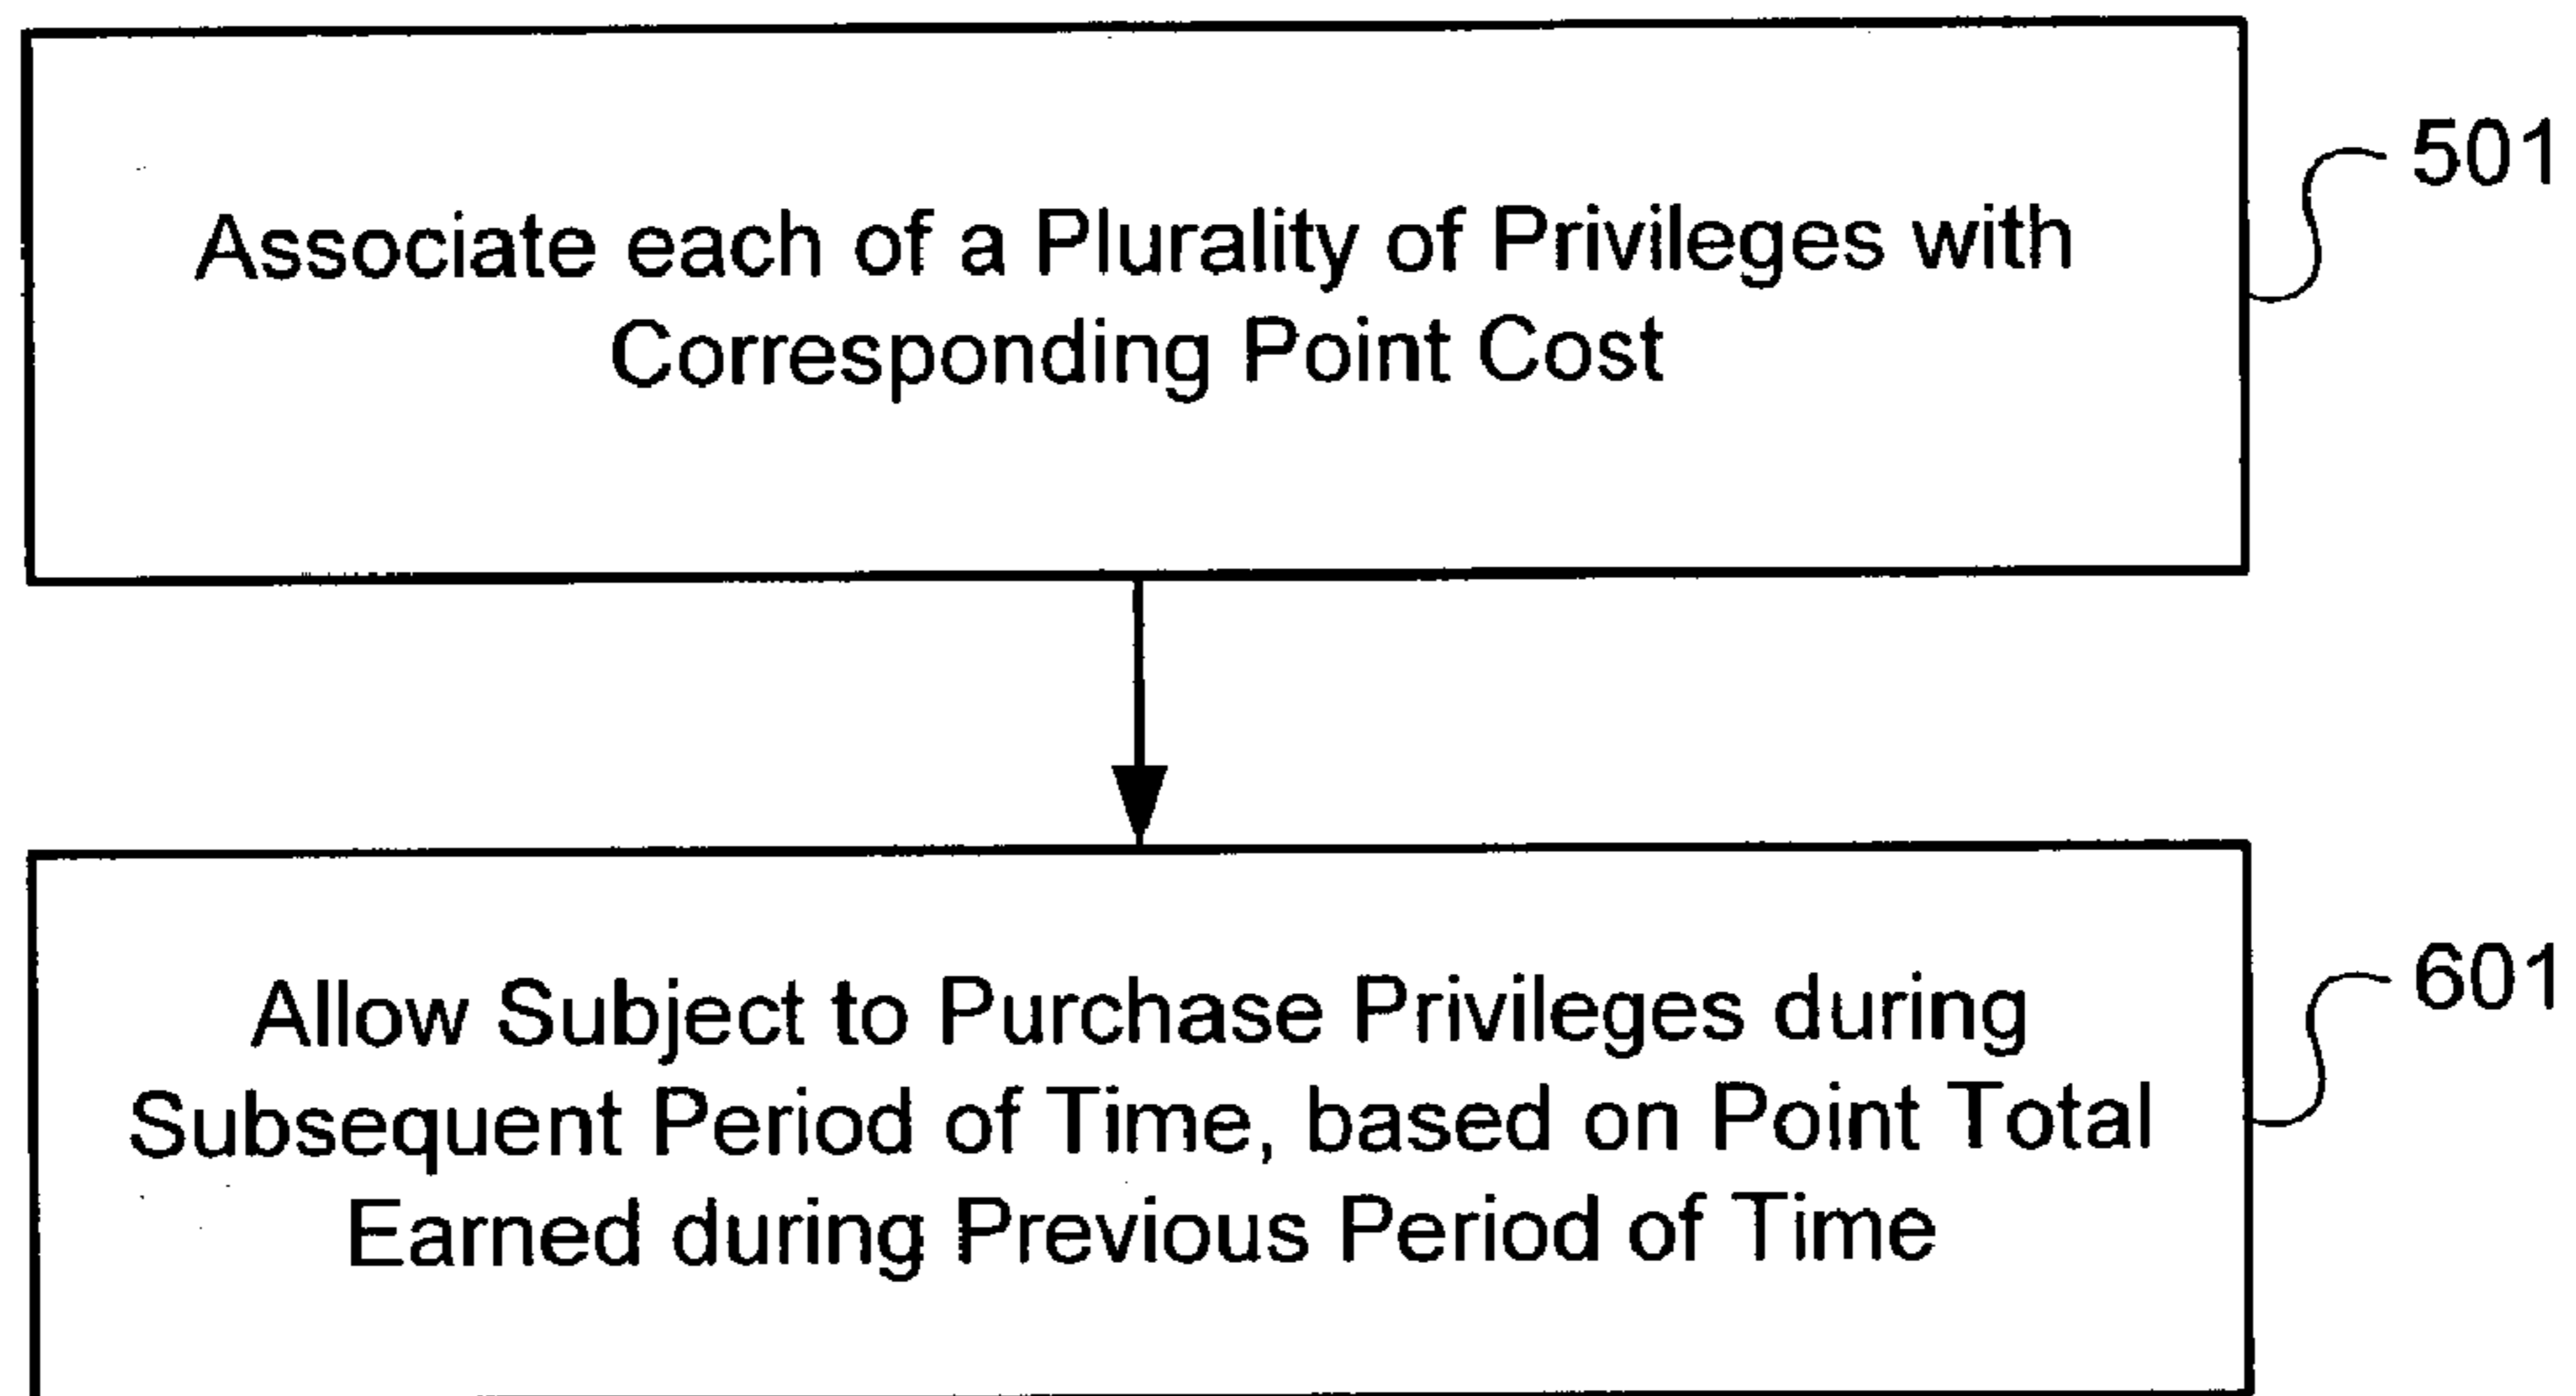 Associate each of a Plurality of Privileges with
Corresponding Point Cost
501
Allow Subject to Purchase Privileges during
Subsequent Period of Time, based on Point Total
Earned during Previous Period of Time
601